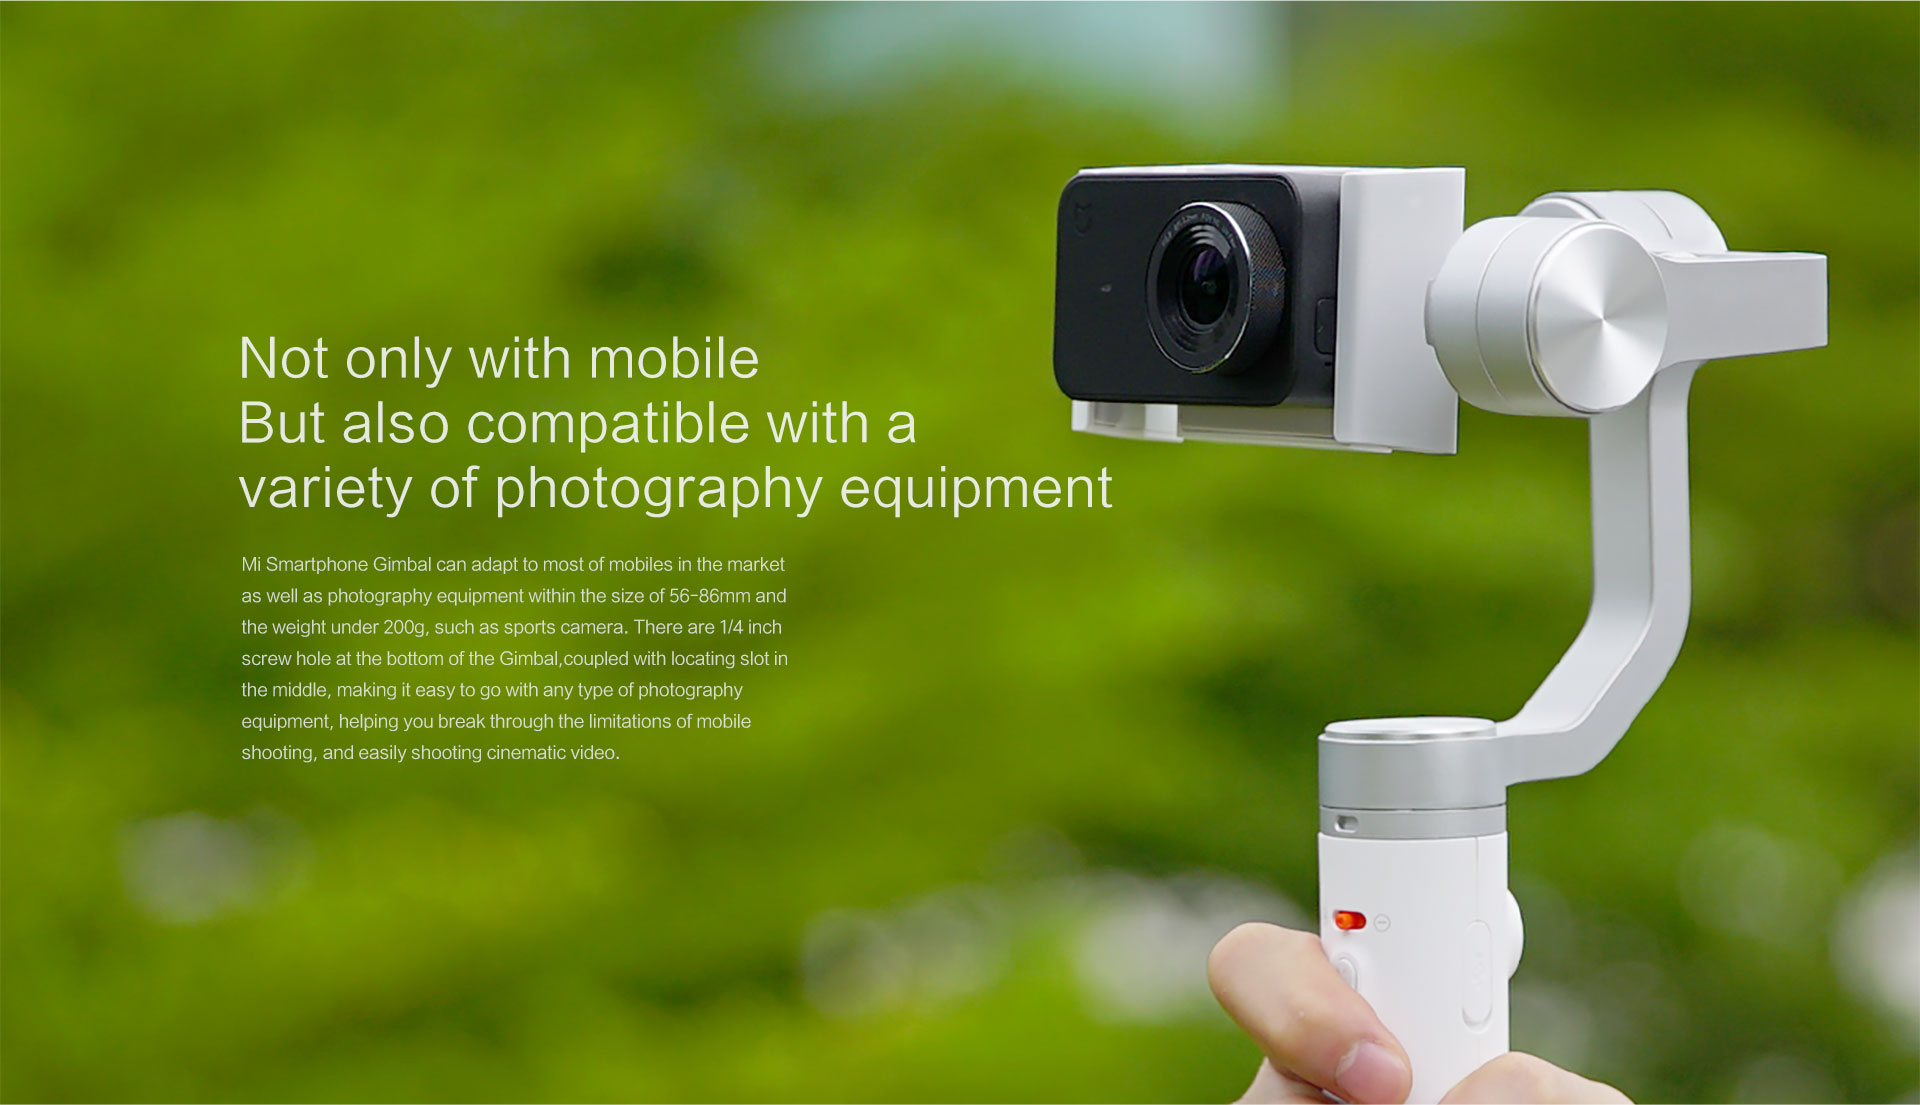 Not only with mobile
But also compatible with a
variety of photography equipment
Mi Smartphone Gimbal can adapt to most of mobiles in the market
as well as photography equipment within the size of 56-86mm and
the weight under 200g, such as sports camera. There are 1/4 inch
screw hole at the bottom of the Gimbal,coupled with locating slot in
the middle, making it easy to go with any type of photography
equipment, helping you break through the limitations of mobile
shooting, and easily shooting cinematic video.